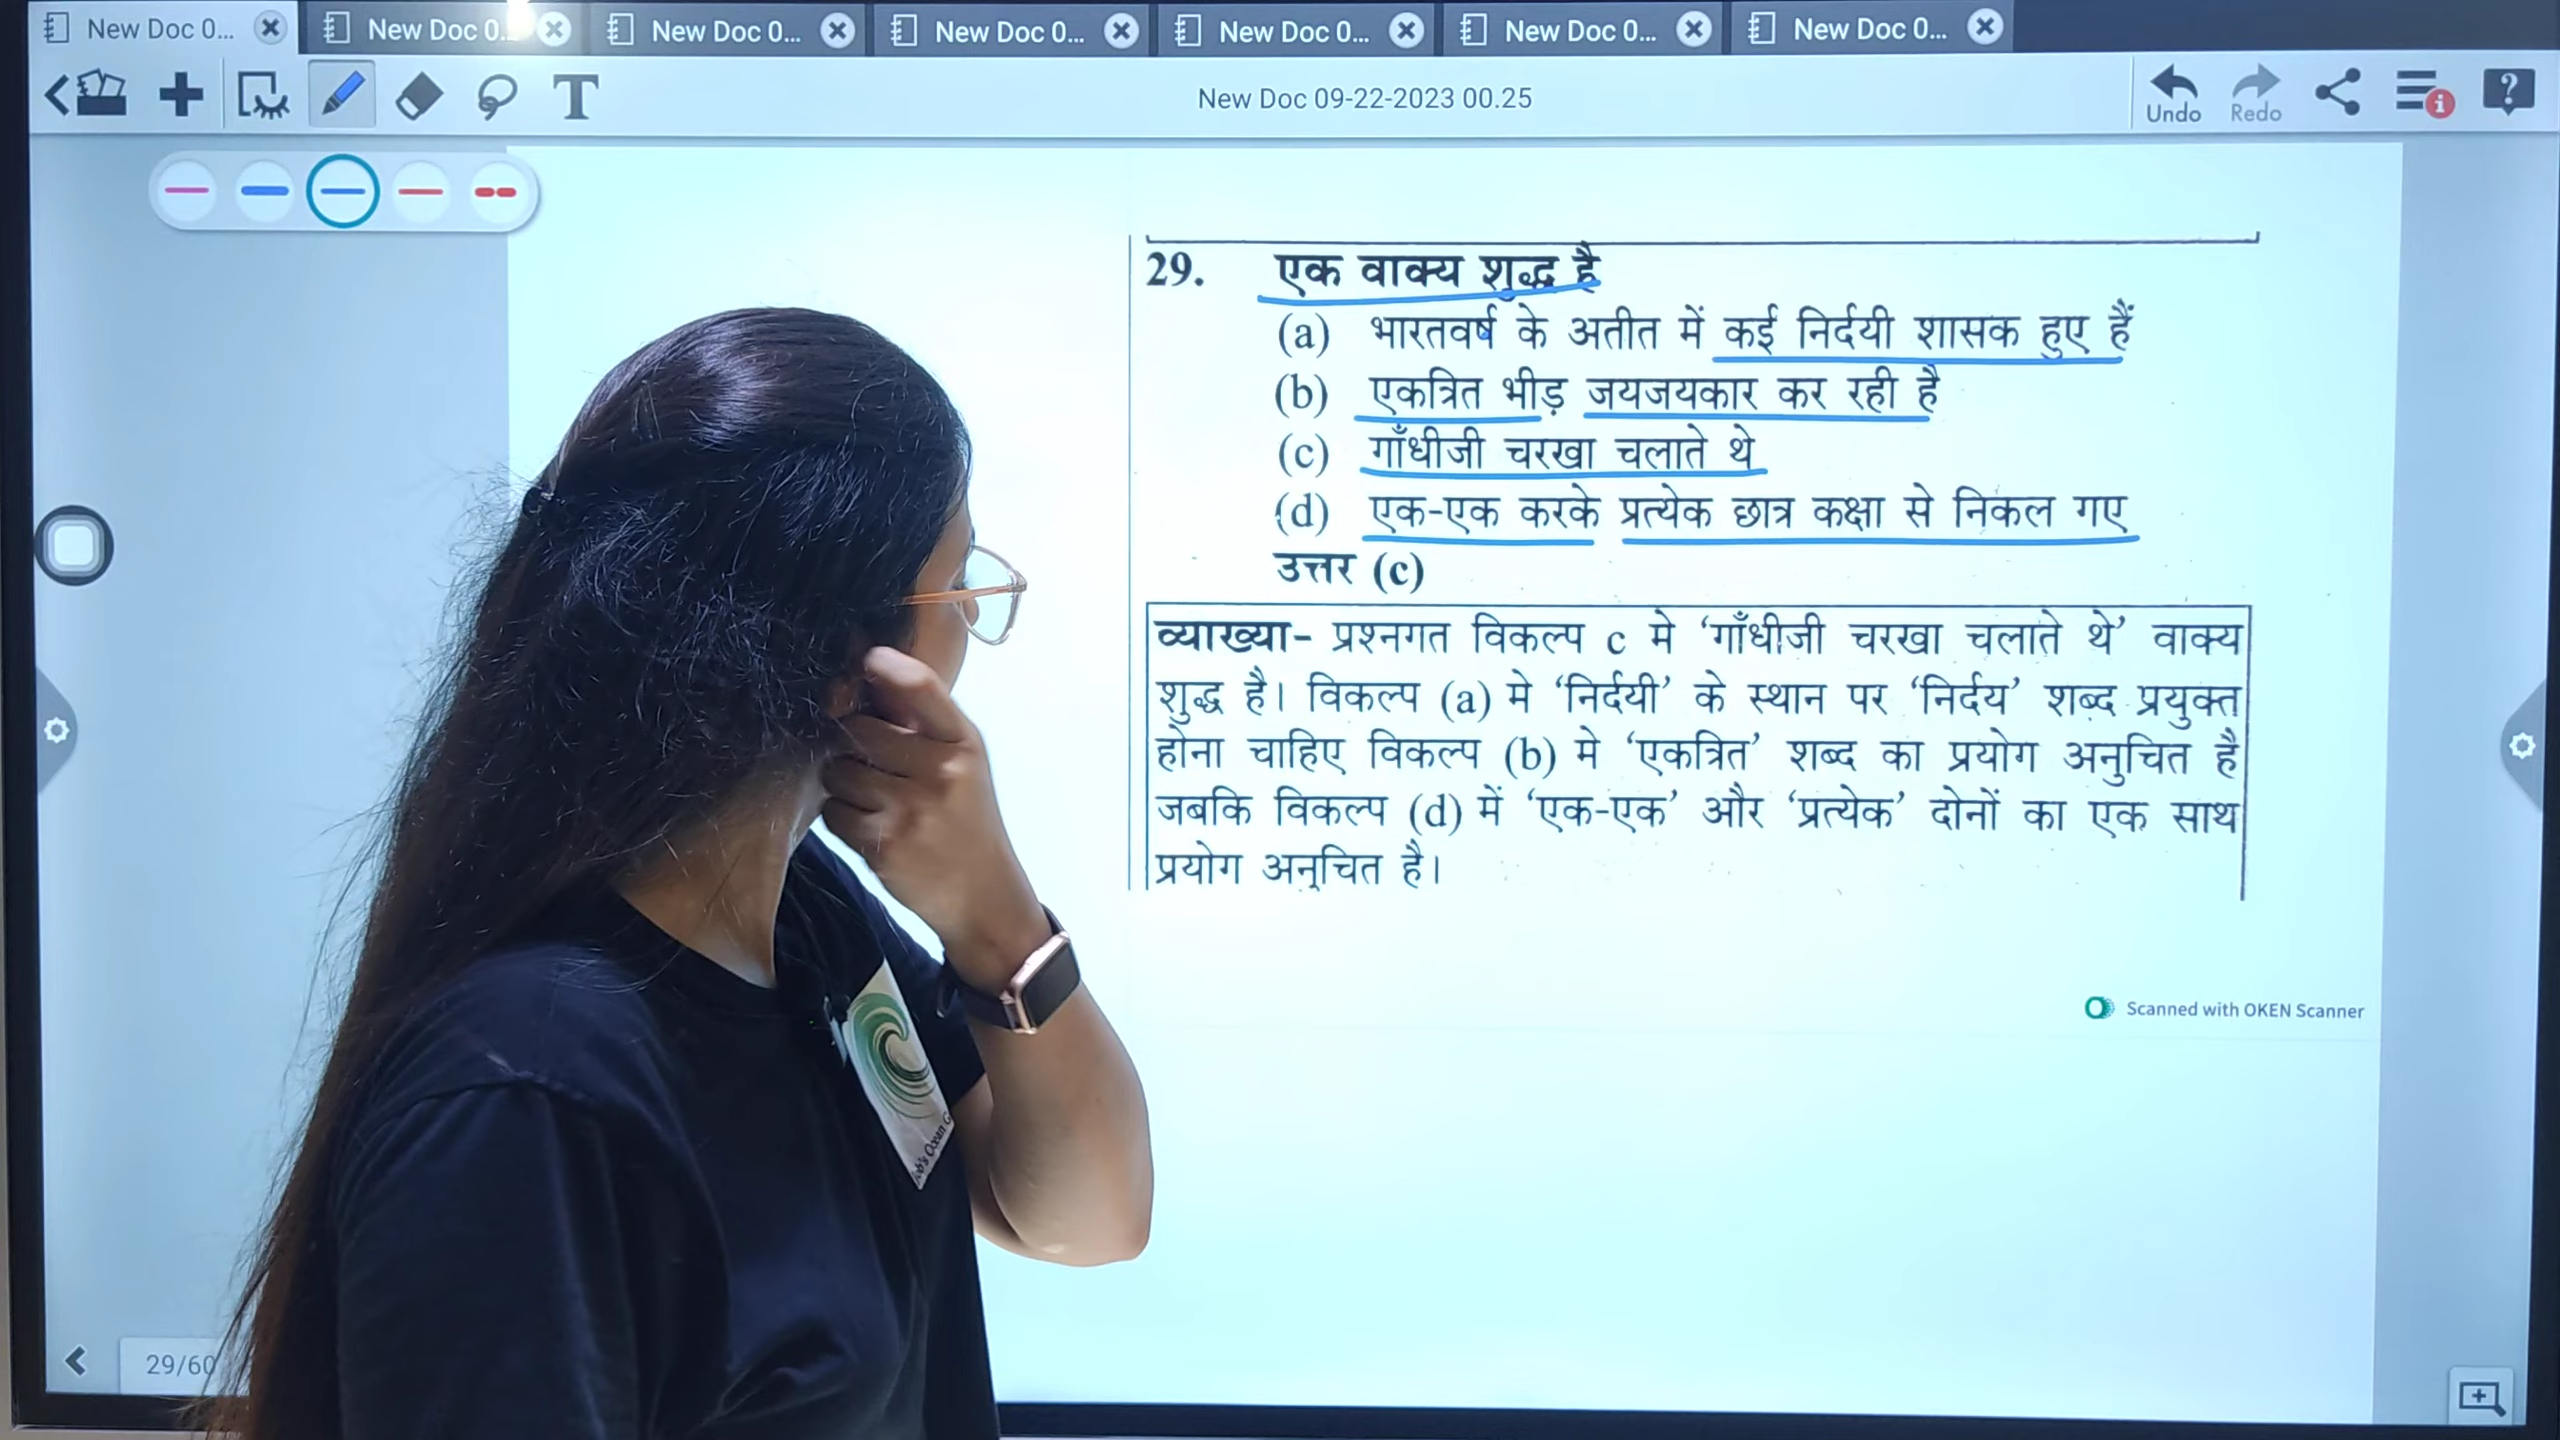 New Doc 0... New Doc 0... New Doc 0... New Doc 0... New Doc 0... New Doc 0... New Doc 0...
T New Doc 09-22-2023 00.25 Undo Redo
29. एक वाक्य शुद्ध है
(a) भारतवर्ष के अतीत में कई निर्दयी शासक हुए हैं
(b) एकत्रित भीड़ जयजयकार कर रही है
(c) गाँधीजी चरखा चलाते थे
(d) एक-एक करके प्रत्येक छात्र कक्षा से निकल गए
उत्तर (c)
व्याख्या- प्रश्नगत विकल्प c मे ‘गाँधीजी चरखा चलाते थे’ वाक्य
शुद्ध है। विकल्प (a) मे ‘निर्दयी’ के स्थान पर ‘निर्दय’ शब्द प्रयुक्त
होना चाहिए विकल्प (b) मे ‘एकत्रित’ शब्द का प्रयोग अनुचित है
जबकि विकल्प (d) में ‘एक-एक’ और ‘प्रत्येक’ दोनों का एक साथ
प्रयोग अनुचित है।
Scanned with OKEN Scanner
Job's Ocean
29/60